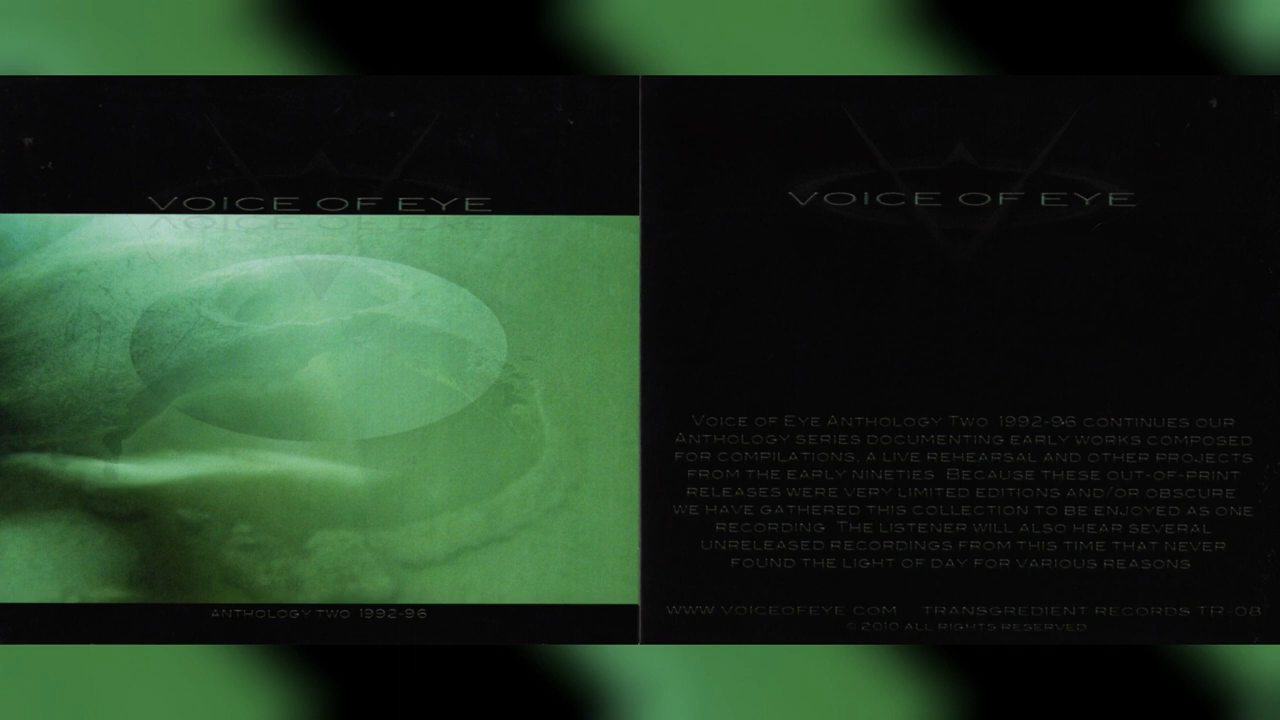 VOICE OF EYE
VOICE OF EYE
ANTHOLOGY TWO 1992-96
VOICE OF EYE
VOICE OF EYE ANTHOLOGY TWO 1992-96 CONTINUES OUR
ANTHOLOGY SERIES DOCUMENTING EARLY WORKS COMPOSED
FOR COMPILATIONS, A LIVE REHEARSAL AND OTHER PROJECTS
FROM THE EARLY NINETIES. BECAUSE THESE OUT-OF-PRINT
RELEASES WERE VERY LIMITED EDITIONS AND/OR OBSCURE
WE HAVE GATHERED THIS COLLECTION TO BE ENJOYED AS ONE
RECORDING. THE LISTENER WILL ALSO HEAR SEVERAL
UNRELEASED RECORDINGS FROM THIS TIME THAT NEVER
FOUND THE LIGHT OF DAY FOR VARIOUS REASONS
WWW.VOICEOFEYE.COM TRANSGREDIENT RECORDS TR-08
©2010 ALL RIGHTS RESERVED